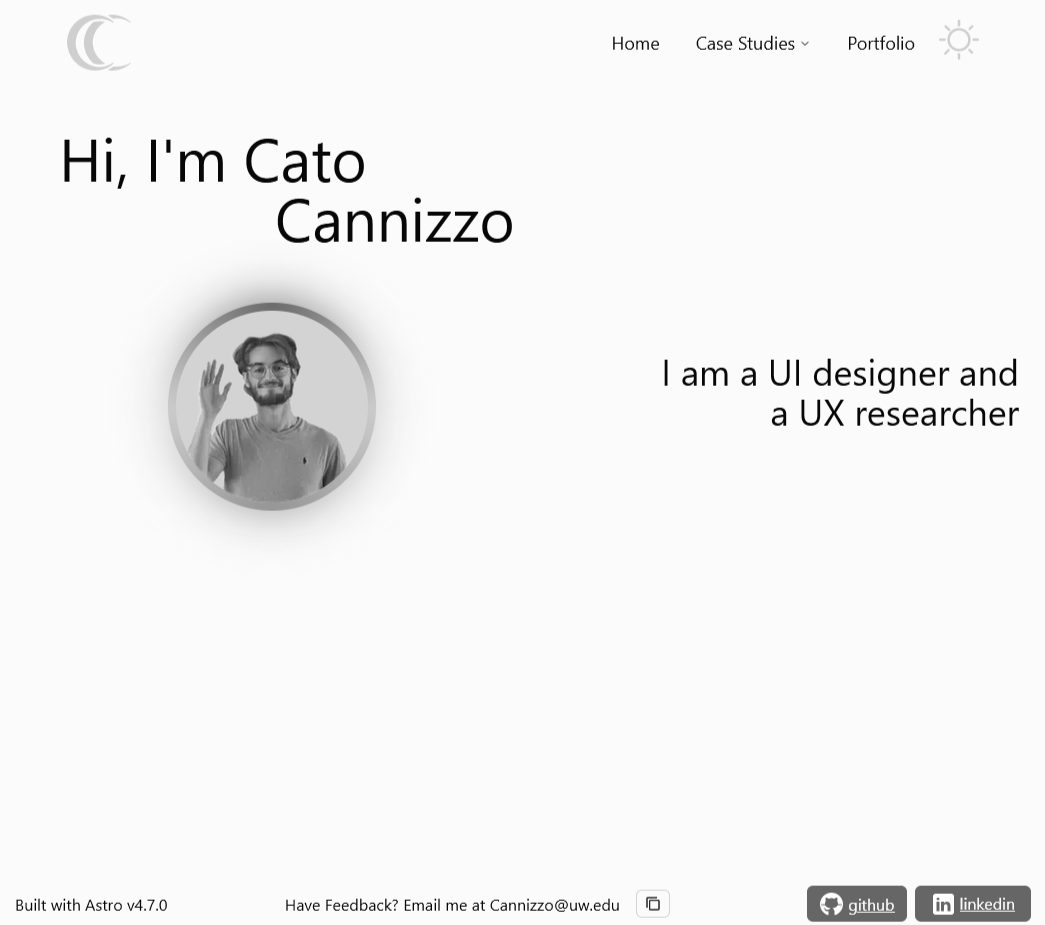 Home
Case Studies
Portfolio
Hi, I'm Cato
Cannizzo
I am a UI designer and
a UX researcher
Built with Astro v4.7.0
Have Feedback? Email me at Cannizzo@uw.edu
github
linkedin